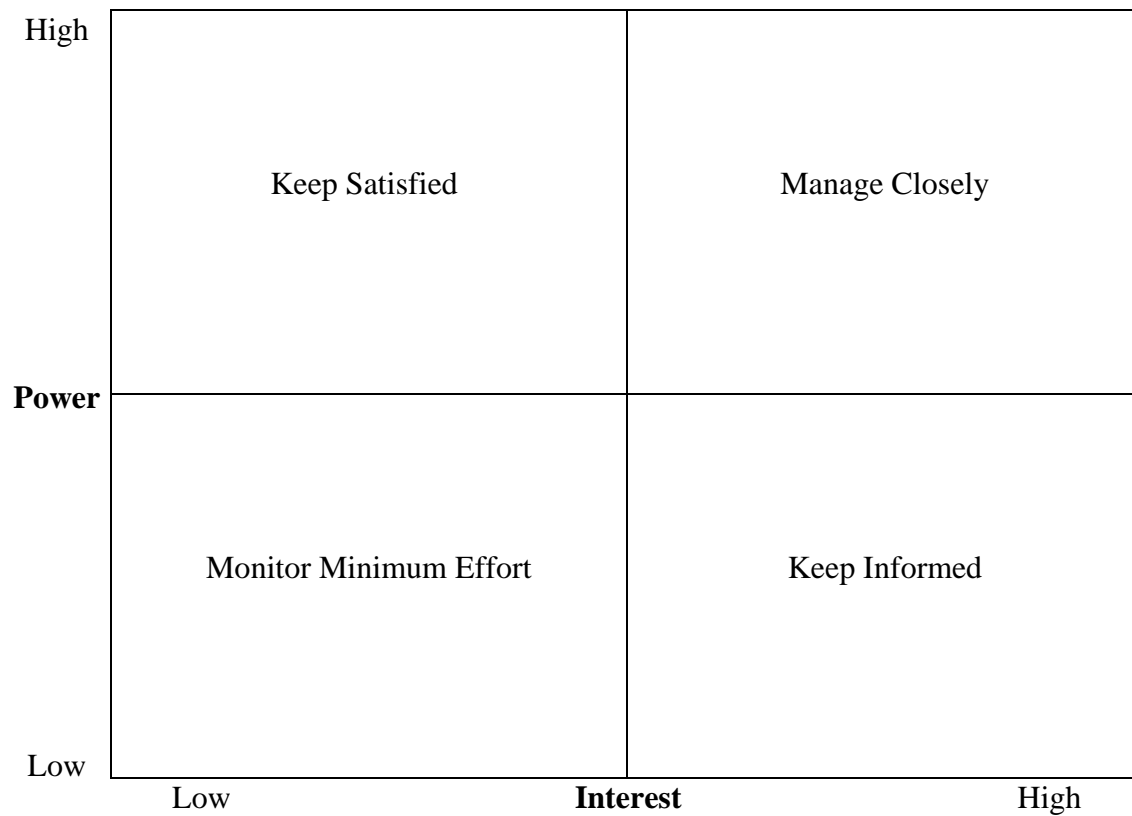 High
Keep Satisfied
Manage Closely
Power
Monitor Minimum Effort
Keep Informed
Low
Low
Interest
High